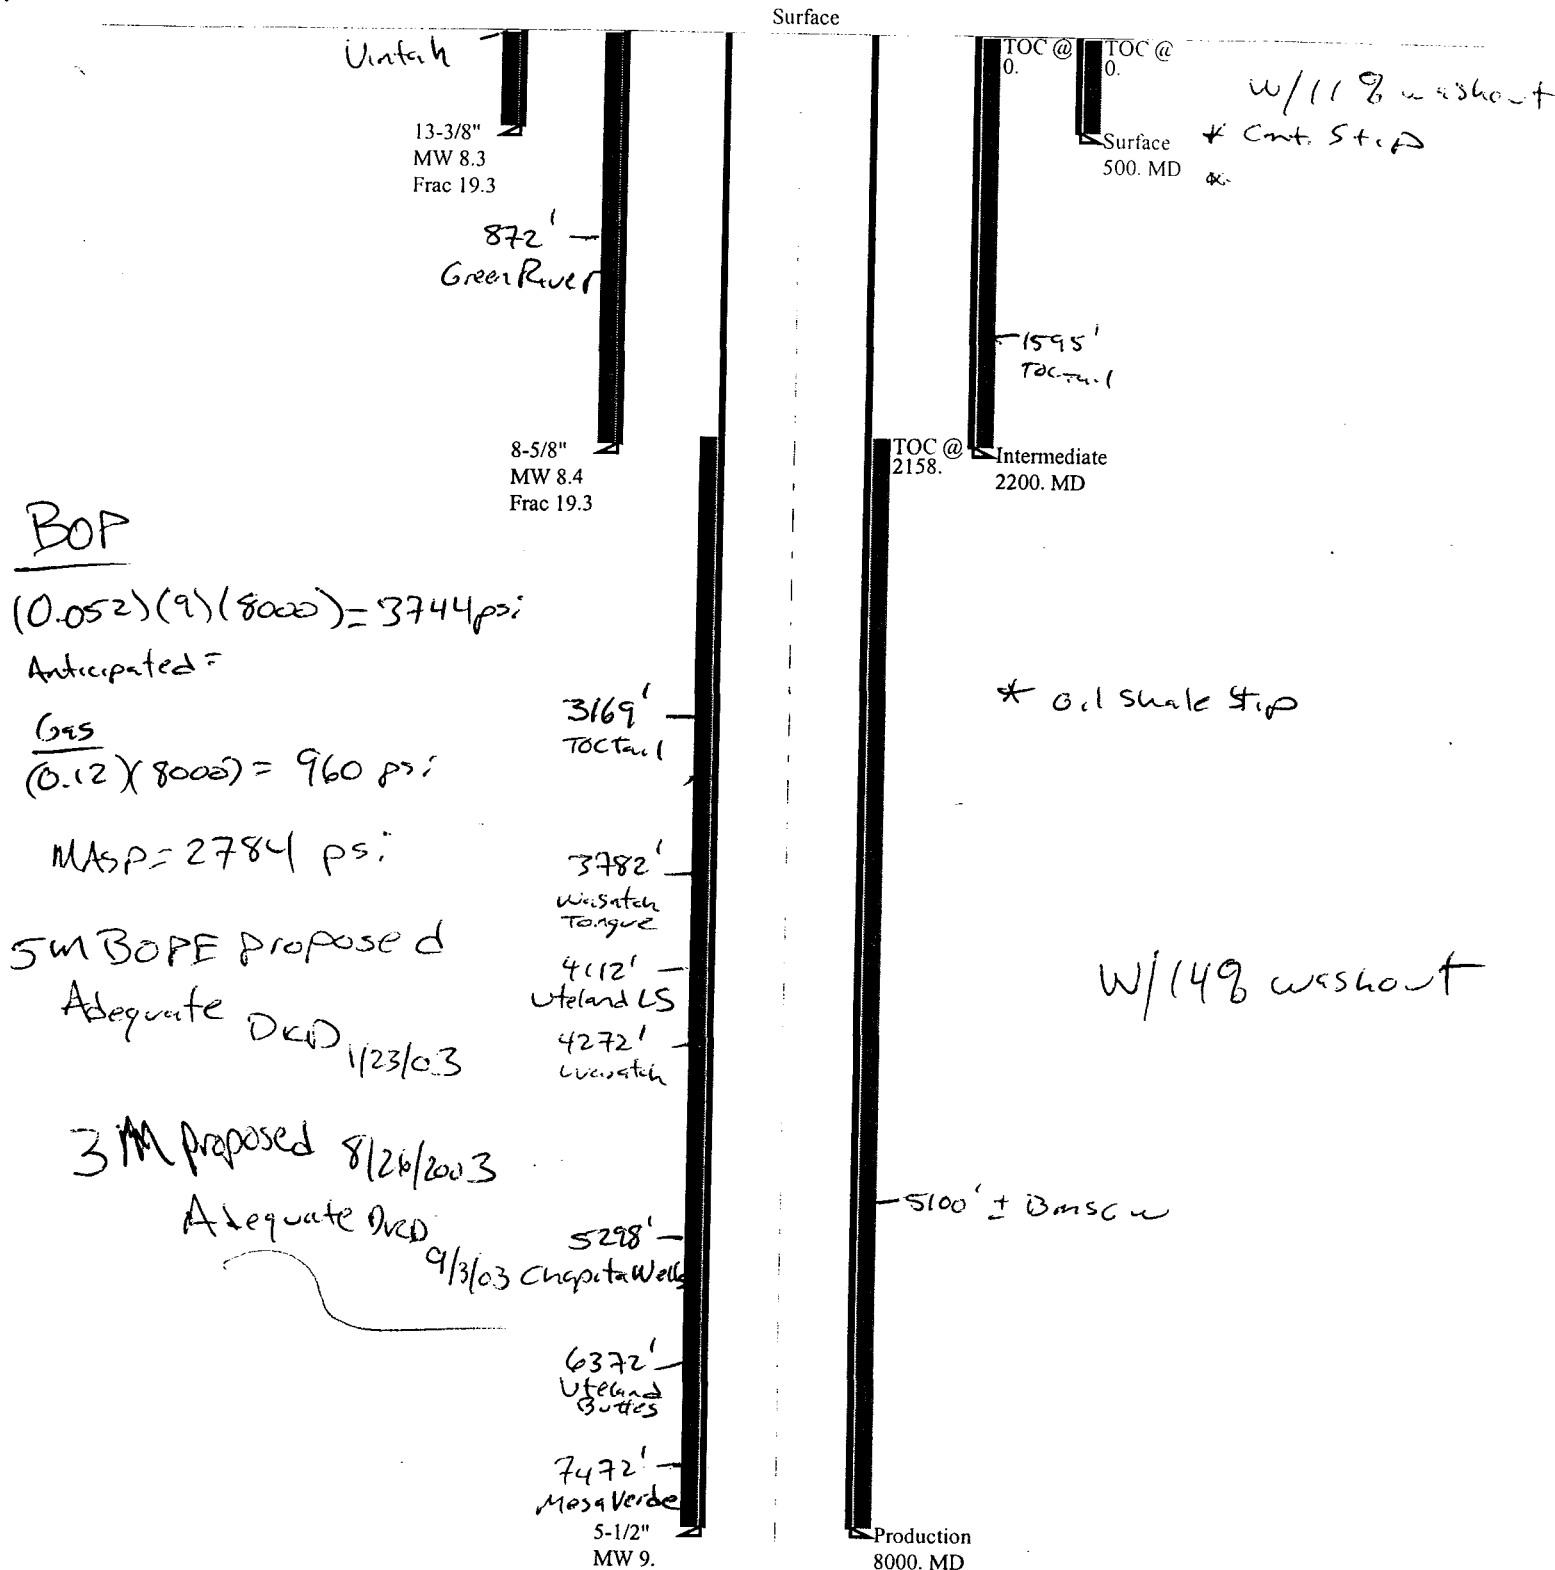 Surface
Uintah
TOC @
0.
TOC @
0.
W/11% washout
13-3/8"
MW 8.3
Frac 19.3
Surface
500. MD
* Cmt. Stip
*
872'
Green River
1595'
TOC Tail
8-5/8"
MW 8.4
Frac 19.3
TOC @
2158.
Intermediate
2200. MD
BOP
(0.052)(9)(8000)=3744psi
Anticipated =
Gas
(0.12)(8000)= 960 psi
MASP=2784 psi
5M BOPE proposed
Adequate DKD 1/23/03
3M proposed 8/26/2003
Adequate DKD
9/3/03
3169'
TOC tail
* oil shale stip
3782'
Wasatch
Tongue
4112'
Uteland LS
4272'
Wasatch
W/14% washout
5100' ± BMSGW
5298'
Chapita Wells
6372'
Uteland
Buttes
7472'
Mesa Verde
5-1/2"
MW 9.
Production
8000. MD